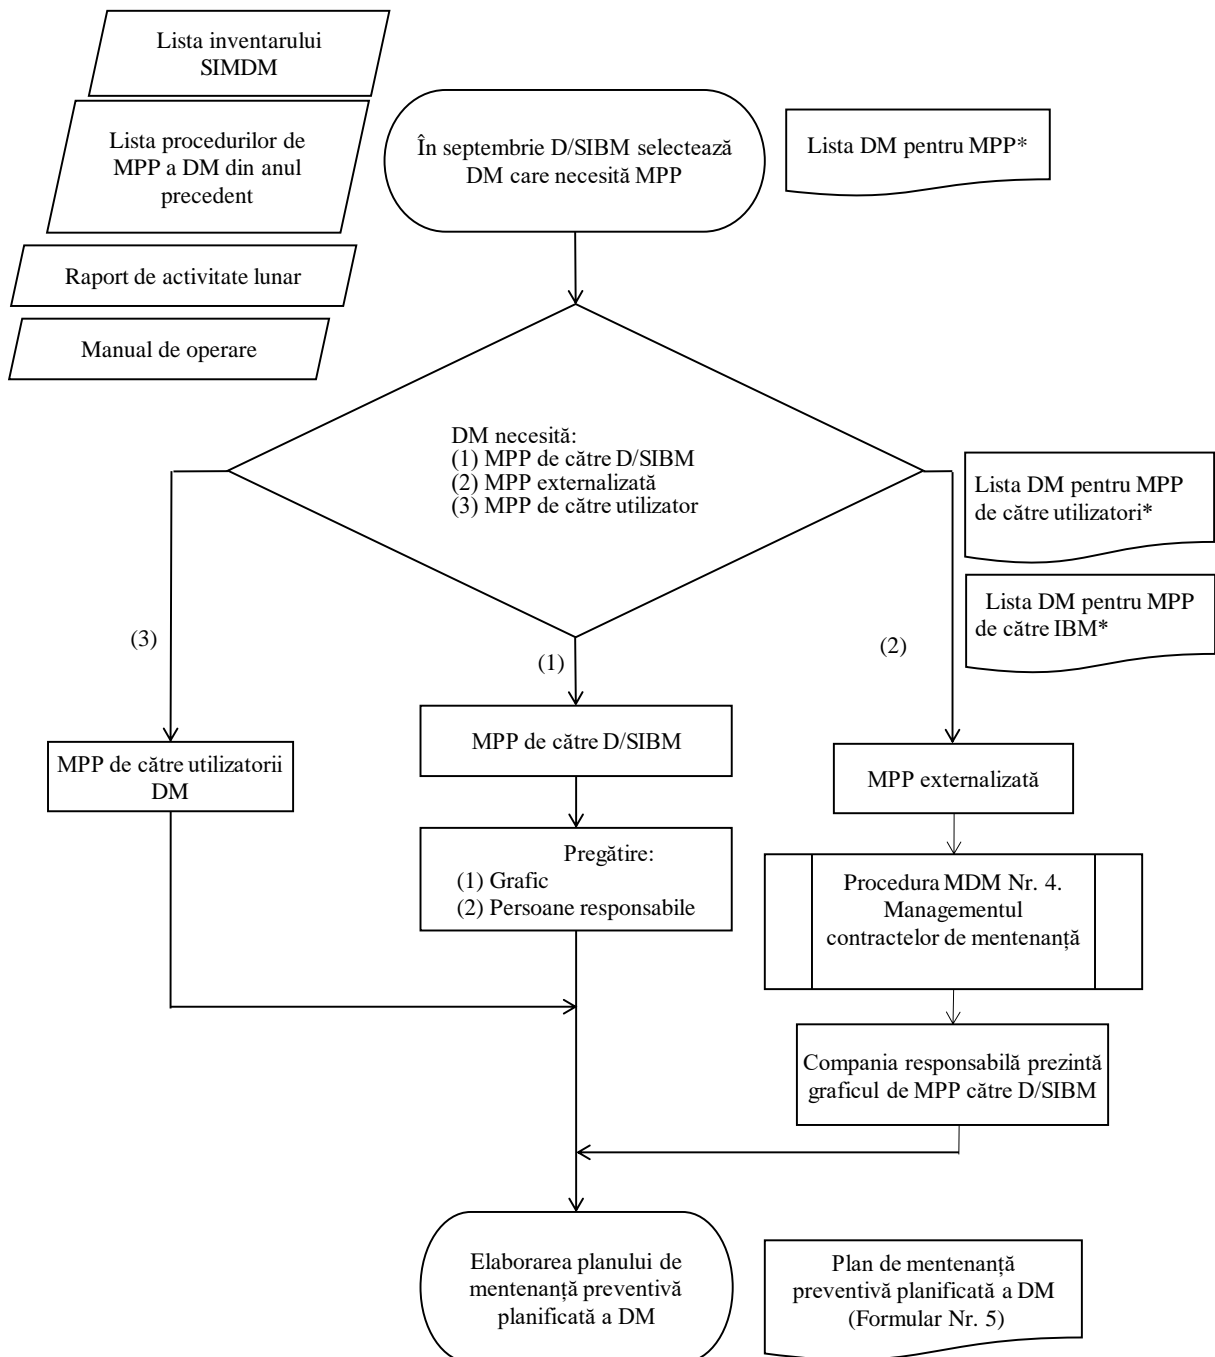 Lista inventarului
SIMDM
Lista procedurilor de
MPP a DM din anul
precedent
Raport de activitate lunar
Manual de operare
În septembrie D/SIBM selectează
DM care necesită MPP
Lista DM pentru MPP*
DM necesită:
(1) MPP de către D/SIBM
(2) MPP externalizată
(3) MPP de către utilizator
Lista DM pentru MPP
de către utilizatori*
Lista DM pentru MPP
de către IBM*
(3)
(1)
(2)
MPP de către utilizatorii
DM
MPP de către D/SIBM
MPP externalizată
Pregătire:
(1) Grafic
(2) Persoane responsabile
Procedura MDM Nr. 4.
Managementul
contractelor de mentenanță
Compania responsabilă prezintă
graficul de MPP către D/SIBM
Elaborarea planului de
mentenanță preventivă
planificată a DM
Plan de mentenanță
preventivă planificată a DM
(Formular Nr. 5)